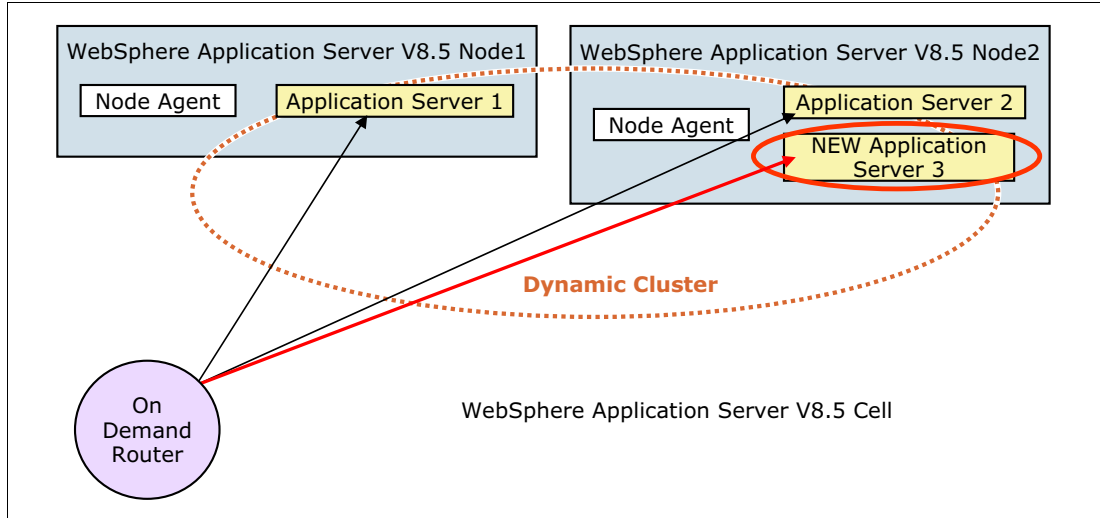 WebSphere Application Server V8.5 Node1
Node Agent
Application Server 1
WebSphere Application Server V8.5 Node2
Application Server 2
Node Agent
NEW Application
Server 3
Dynamic Cluster
On
Demand
Router
WebSphere Application Server V8.5 Cell